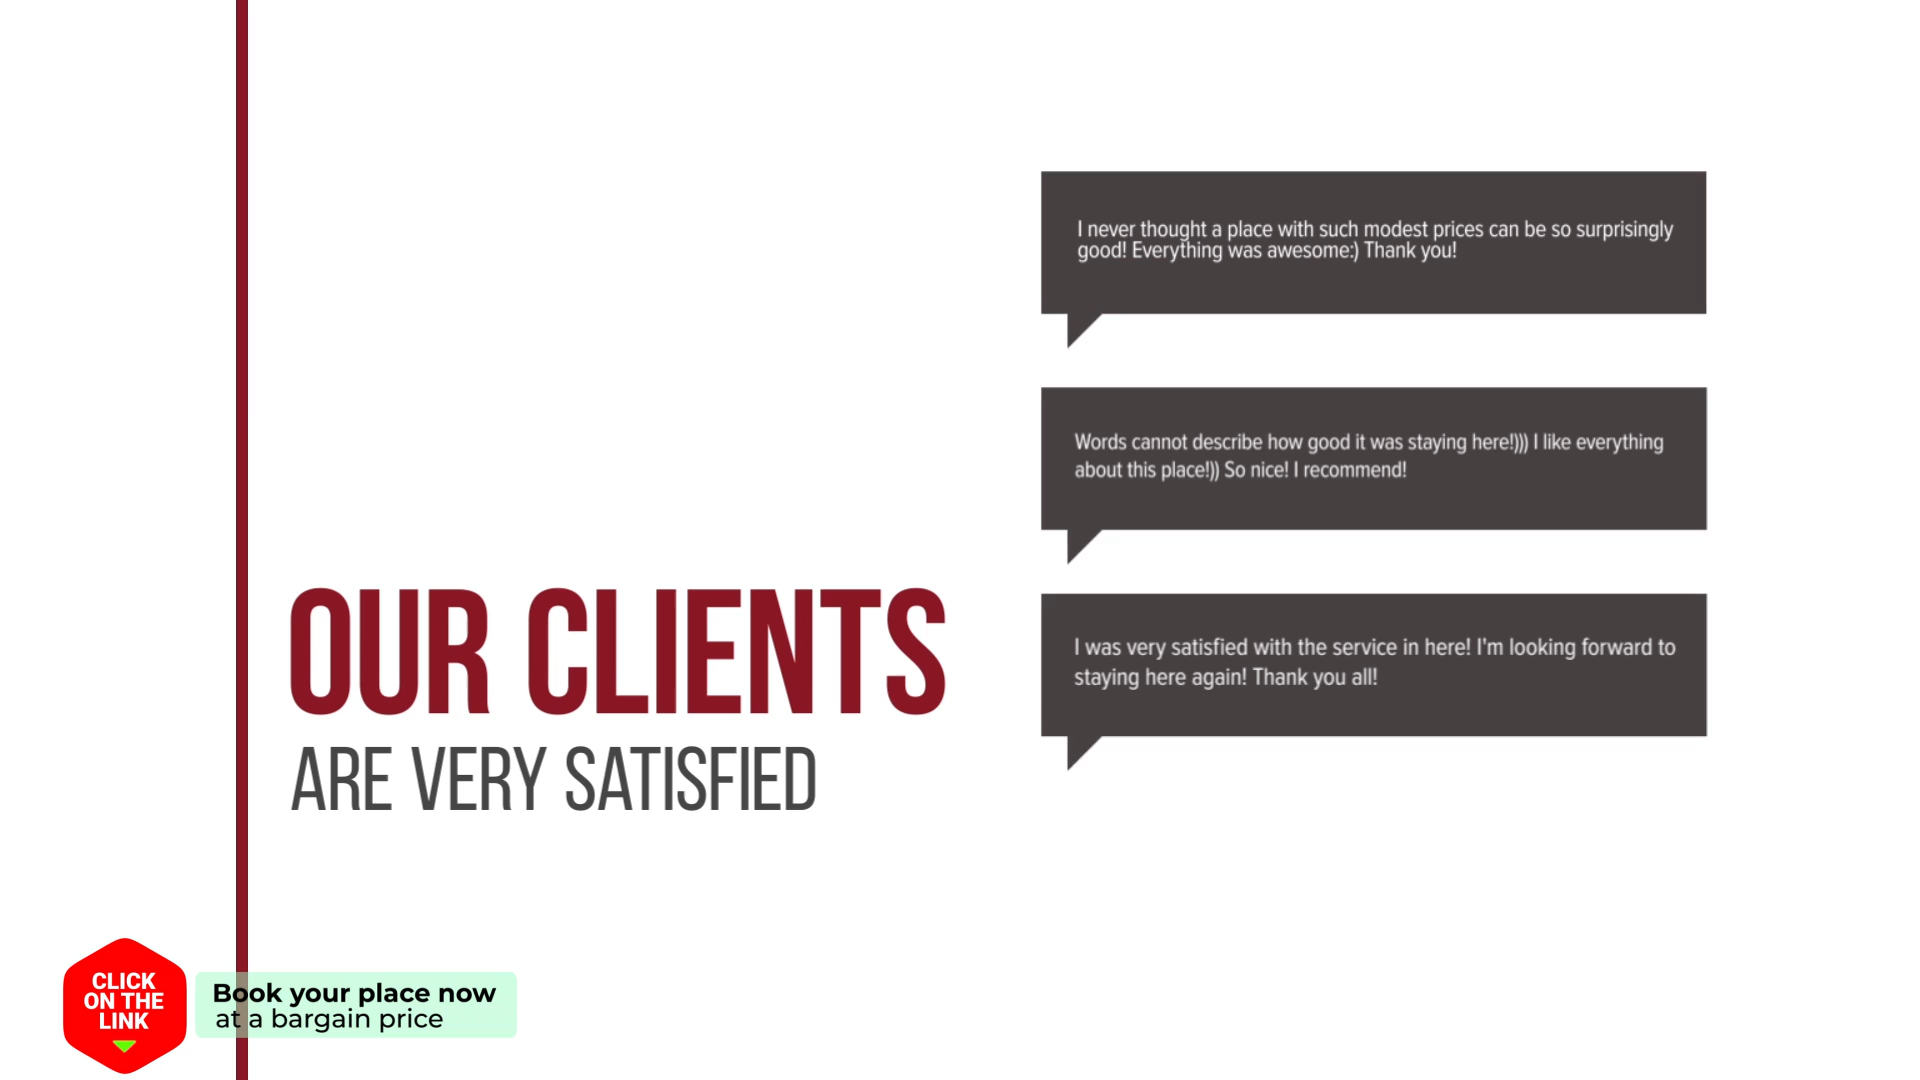 I never thought a place with such modest prices can be so surprisingly
good! Everything was awesome:) Thank you!
Words cannot describe how good it was staying here!))) I like everything
about this place!)) So nice! I recommend!
I was very satisfied with the service in here! I'm looking forward to
staying here again! Thank you all!
OUR CLIENTS
ARE VERY SATISFIED
CLICK
ON THE
LINK
Book your place now
at a bargain price